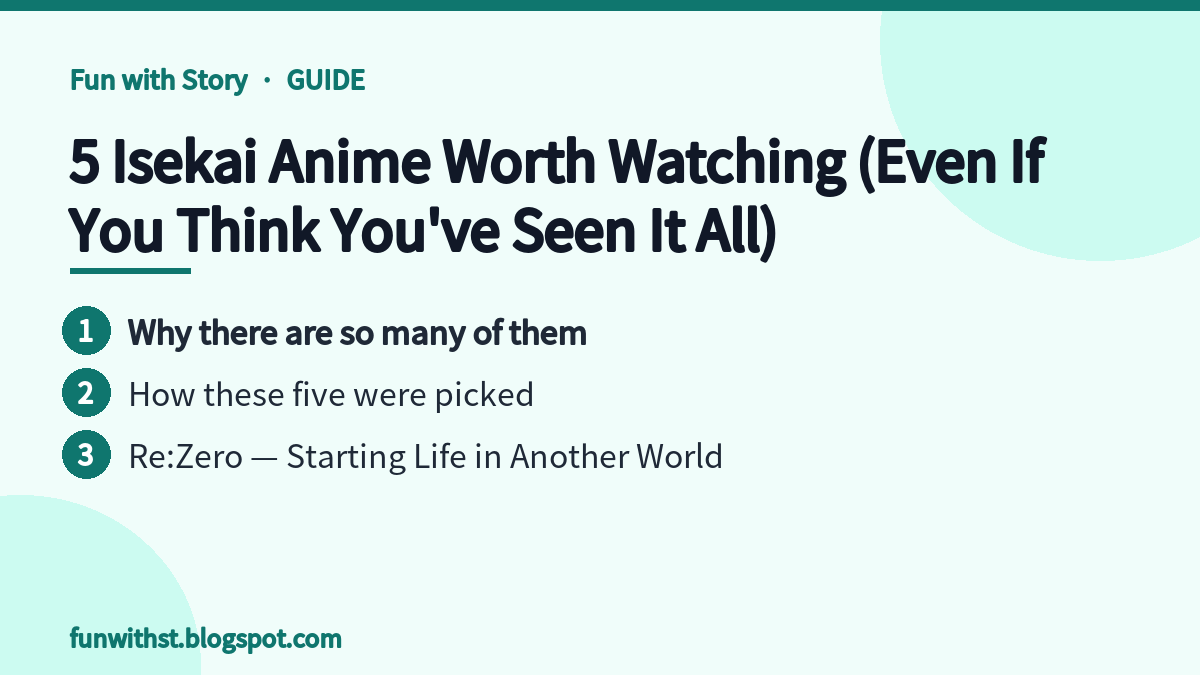 Fun with Story · GUIDE
5 Isekai Anime Worth Watching (Even If
You Think You've Seen It All)
1 Why there are so many of them
2 How these five were picked
3 Re:Zero — Starting Life in Another World
funwithst.blogspot.com